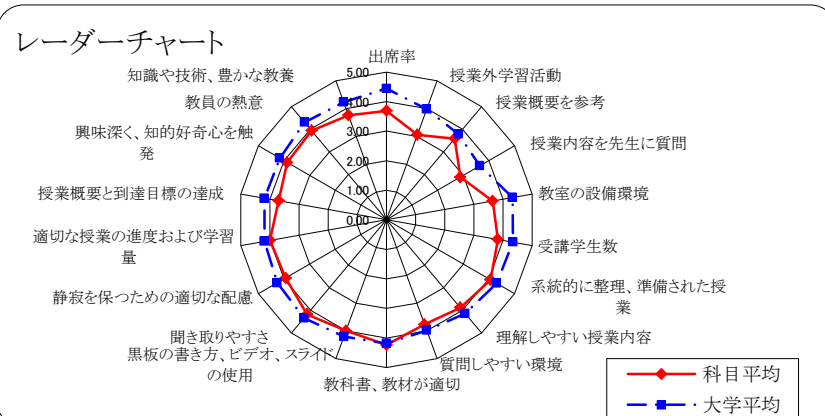 レーダーチャート
出席率
授業外学習活動
授業概要を参考
授業内容を先生に質問
教室の設備環境
受講学生数
系統的に整理、準備された授
業
理解しやすい授業内容
質問しやすい環境
教科書、教材が適切
黒板の書き方、ビデオ、スライド
の使用
聞き取りやすさ
静寂を保つための適切な配慮
適切な授業の進度および学習
量
授業概要と到達目標の達成
興味深く、知的好奇心を触
発
教員の熱意
知識や技術、豊かな教養
5.00
4.00
3.00
2.00
1.00
0.00
科目平均
大学平均